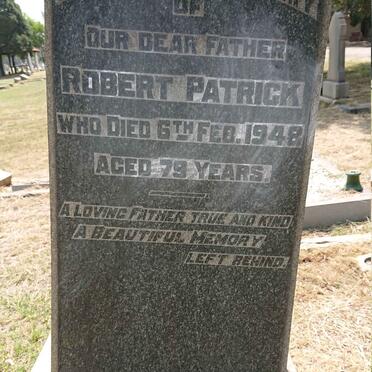 OF
OUR DEAR FATHER
ROBERT PATRICK
WHO DIED 6TH FEB. 1948
AGED 79 YEARS.
A LOVING FATHER TRUE AND KIND
A BEAUTIFUL MEMORY
LEFT BEHIND.